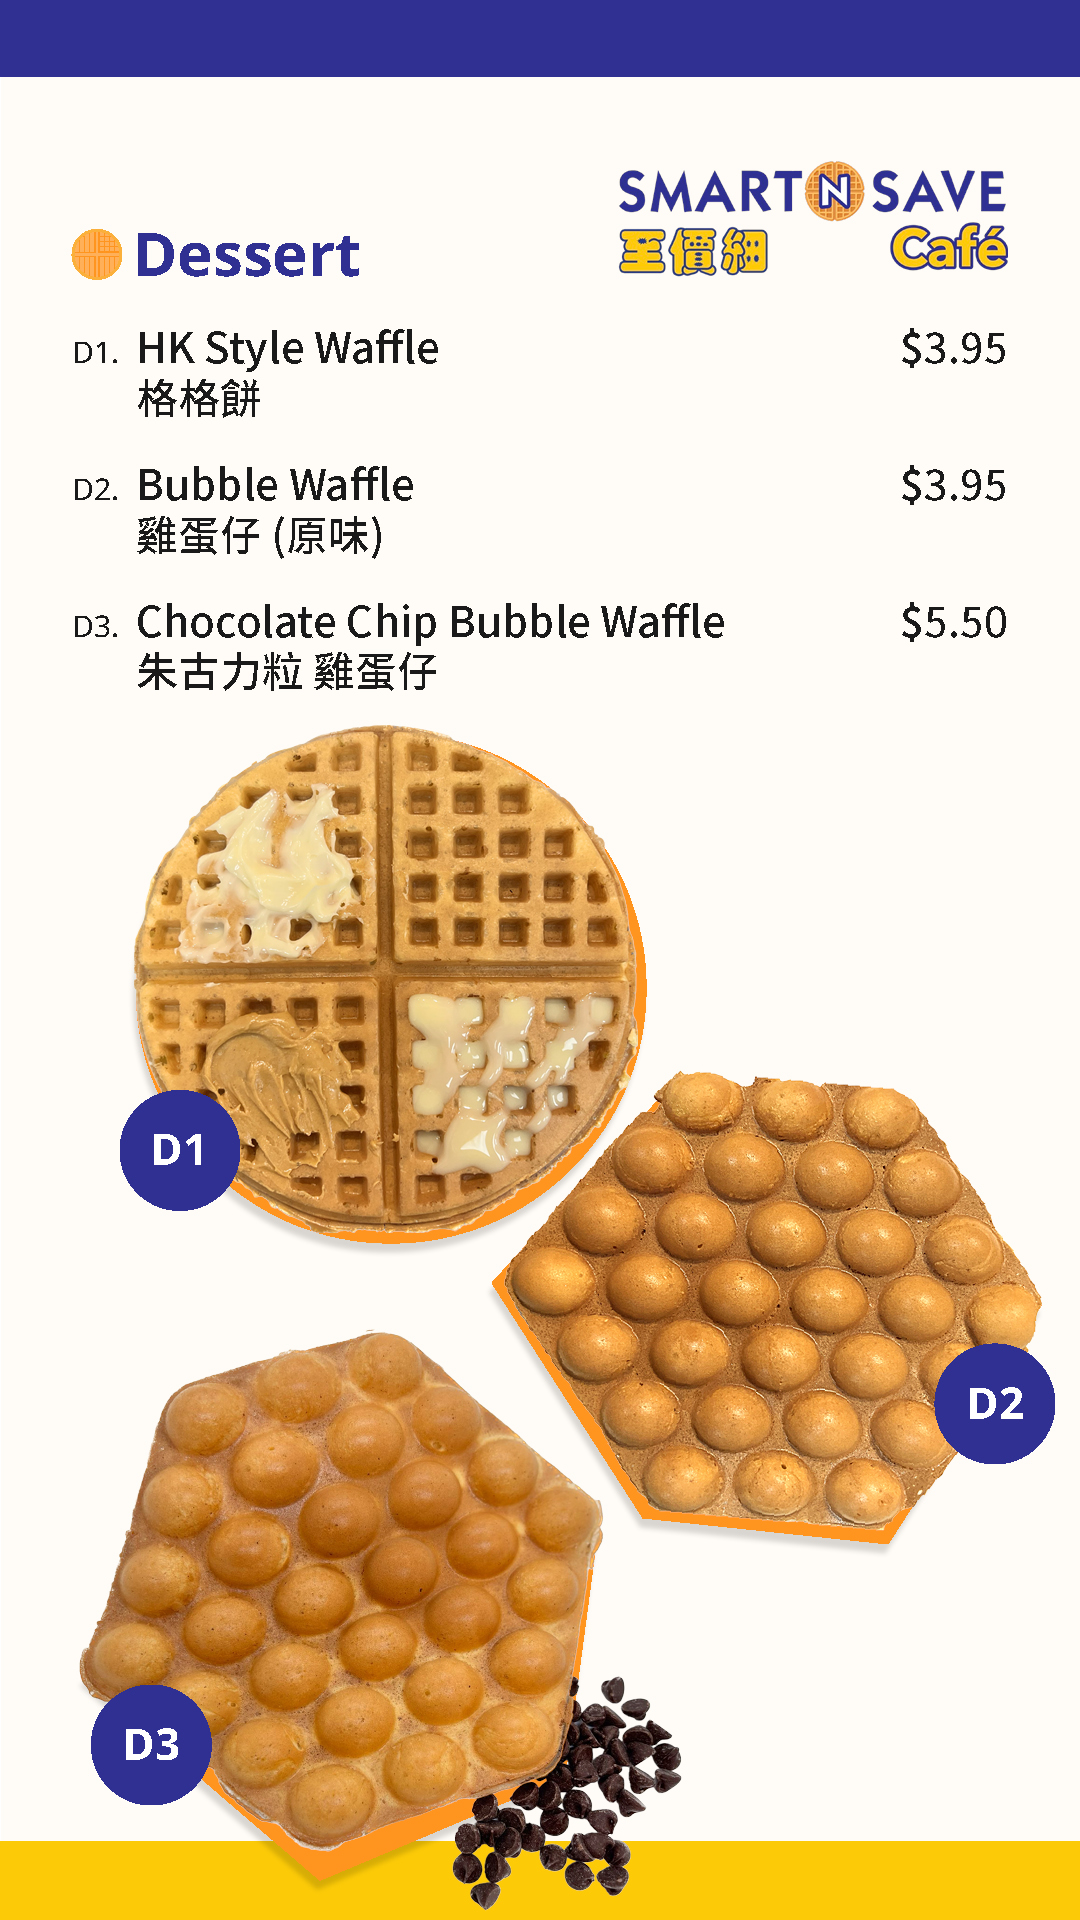 SMART N SAVE
至價細 Café
Dessert
D1. HK Style Waffle $3.95
格格餅
D2. Bubble Waffle $3.95
雞蛋仔 (原味)
D3. Chocolate Chip Bubble Waffle $5.50
朱古力粒 雞蛋仔
D1
D2
D3